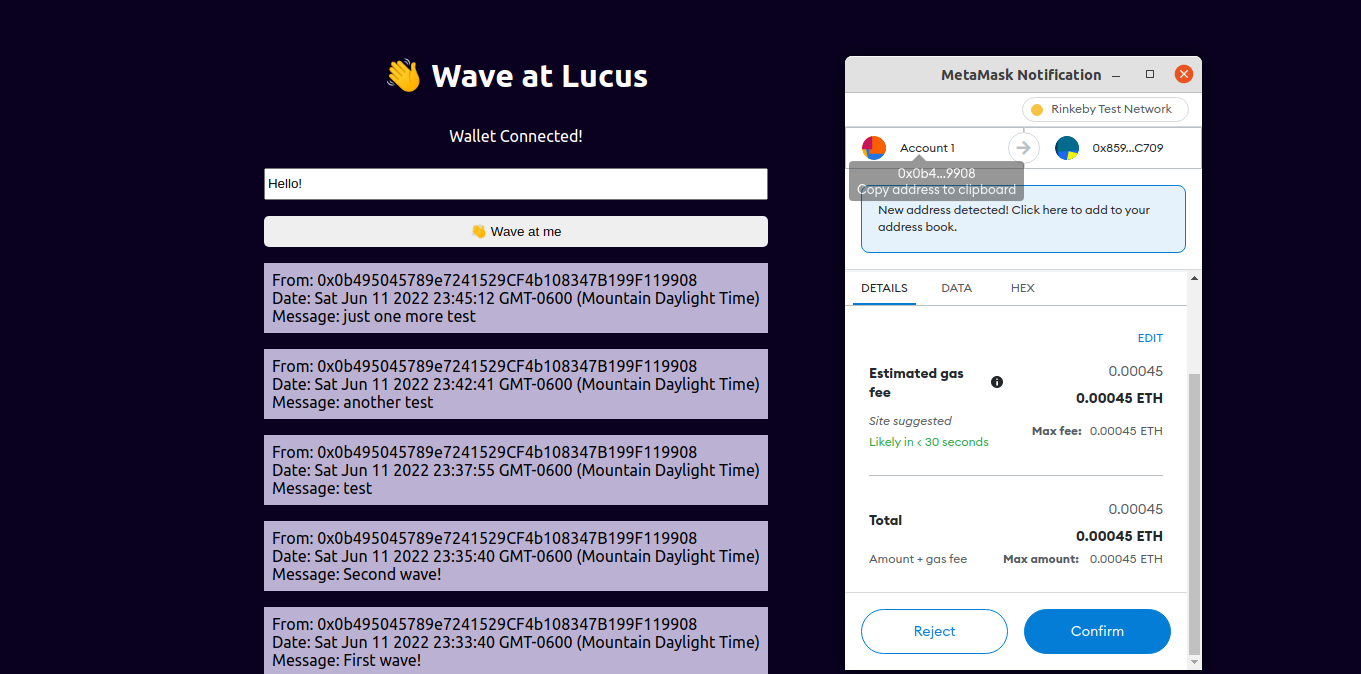 👋 Wave at Lucus
Wallet Connected!
Hello!
👋 Wave at me
From: 0x0b495045789e7241529CF4b108347B199F119908
Date: Sat Jun 11 2022 23:45:12 GMT-0600 (Mountain Daylight Time)
Message: just one more test
From: 0x0b495045789e7241529CF4b108347B199F119908
Date: Sat Jun 11 2022 23:42:41 GMT-0600 (Mountain Daylight Time)
Message: another test
From: 0x0b495045789e7241529CF4b108347B199F119908
Date: Sat Jun 11 2022 23:37:55 GMT-0600 (Mountain Daylight Time)
Message: test
From: 0x0b495045789e7241529CF4b108347B199F119908
Date: Sat Jun 11 2022 23:35:40 GMT-0600 (Mountain Daylight Time)
Message: Second wave!
From: 0x0b495045789e7241529CF4b108347B199F119908
Date: Sat Jun 11 2022 23:33:40 GMT-0600 (Mountain Daylight Time)
Message: First wave!
MetaMask Notification
Rinkeby Test Network
Account 1
0x859...C709
0x0b4...9908
Copy address to clipboard
New address detected! Click here to add to your
address book.
DETAILS DATA HEX
EDIT
Estimated gas
fee
0.00045
0.00045 ETH
Site suggested
Likely in < 30 seconds
Max fee: 0.00045 ETH
0.00045
Total
0.00045 ETH
Amount + gas fee
Max amount: 0.00045 ETH
Reject
Confirm